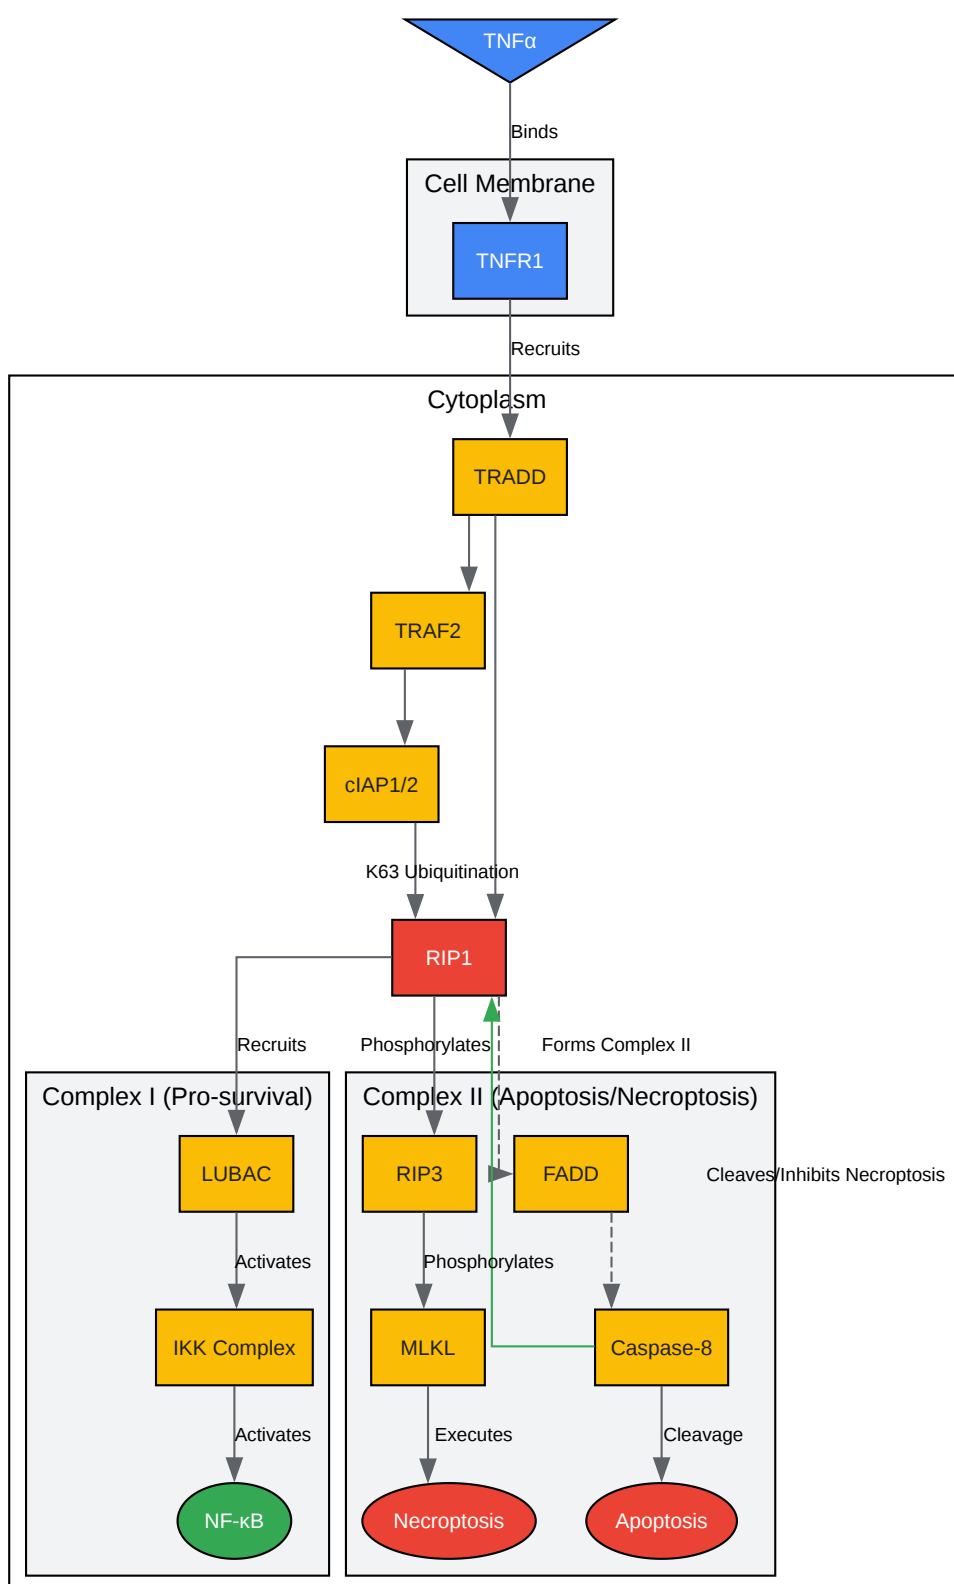 TNFα
Binds
Cell Membrane
TNFR1
Recruits
Cytoplasm
TRADD
TRAF2
cIAP1/2
K63 Ubiquitination
RIP1
Recruits
Phosphorylates
Forms Complex II
Complex I (Pro-survival)
Complex II (Apoptosis/Necroptosis)
LUBAC
RIP3
FADD
Cleaves/Inhibits Necroptosis
Activates
Phosphorylates
IKK Complex
MLKL
Caspase-8
Activates
Executes
Cleavage
NF-κB
Necroptosis
Apoptosis